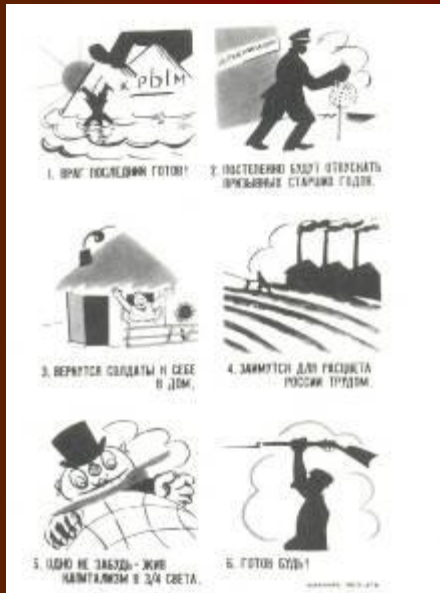 КРЫМ
1. ВРАГ ПОСЛЕДНИЙ ГОТОВ!
2. ПОСТЕПЕННО БУДУТ ОТПУСКАТЬ
ПРИЗЫВНЫХ СТАРШИХ ГОДОВ.
3. ВЕРНУТСЯ СОЛДАТЫ К СЕБЕ
В ДОМ,
4. ЗАЙМУТСЯ ДЛЯ РАСЦВЕТА
РОССИИ ТРУДОМ.
5. ОДНО НЕ ЗАБУДЬ-ЖИВ
КАПИТАЛИЗМ В 3/4 СВЕТА.
6. ГОТОВ БУДЬ!